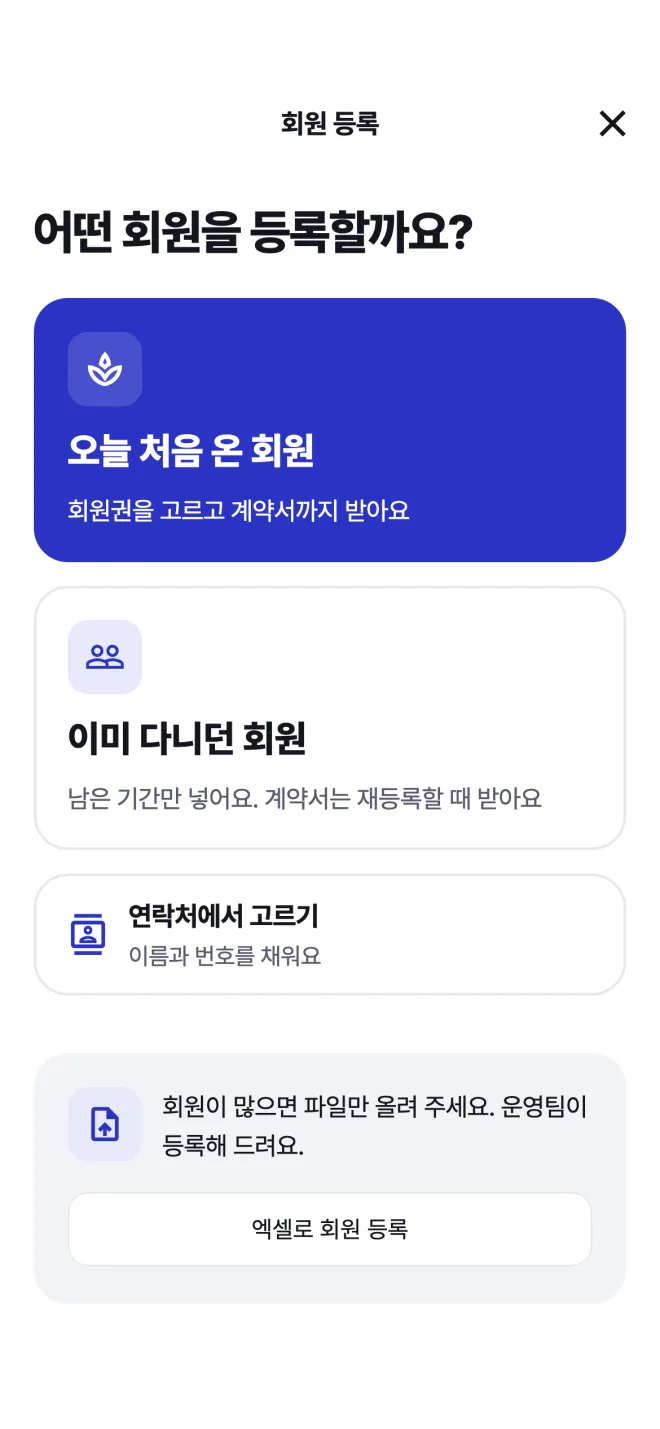 회원 등록
어떤 회원을 등록할까요?
오늘 처음 온 회원
회원권을 고르고 계약서까지 받아요
이미 다니던 회원
남은 기간만 넣어요. 계약서는 재등록할 때 받아요
연락처에서 고르기
이름과 번호를 채워요
회원이 많으면 파일만 올려 주세요. 운영팀이
등록해 드려요.
엑셀로 회원 등록